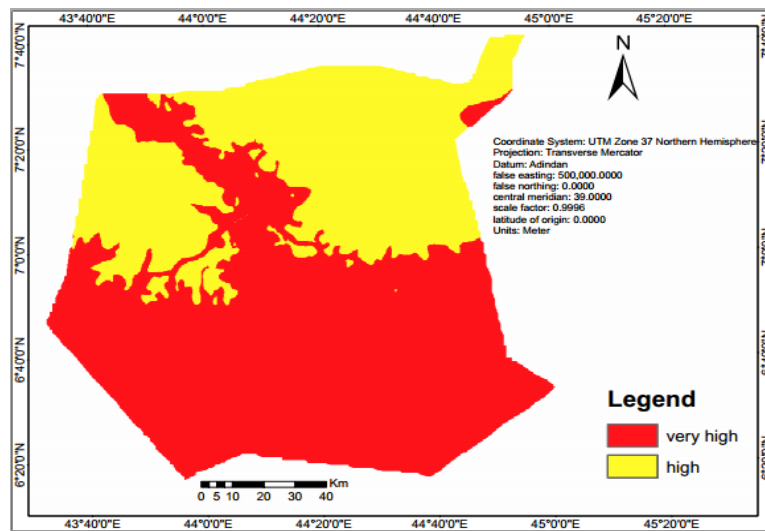 43°40'0"E 44°0'0"E 44°20'0"E 44°40'0"E 45°0'0"E 45°20'0"E
7°40'0"N
N
Coordinate System: UTM Zone 37 Northern Hemisphere
Projection: Transverse Mercator
Datum: Adindan
false easting: 500,000.0000
false northing: 0.0000
central meridian: 39.0000
scale factor: 0.9996
latitude of origin: 0.0000
Units: Meter
7°20'0"N
7°0'0"N 7°0'0"N
6°40'0"N
Legend
very high
high
6°20'0"N
Km
0 5 10 20 30 40
43°40'0"E 44°0'0"E 44°20'0"E 44°40'0"E 45°0'0"E 45°20'0"E